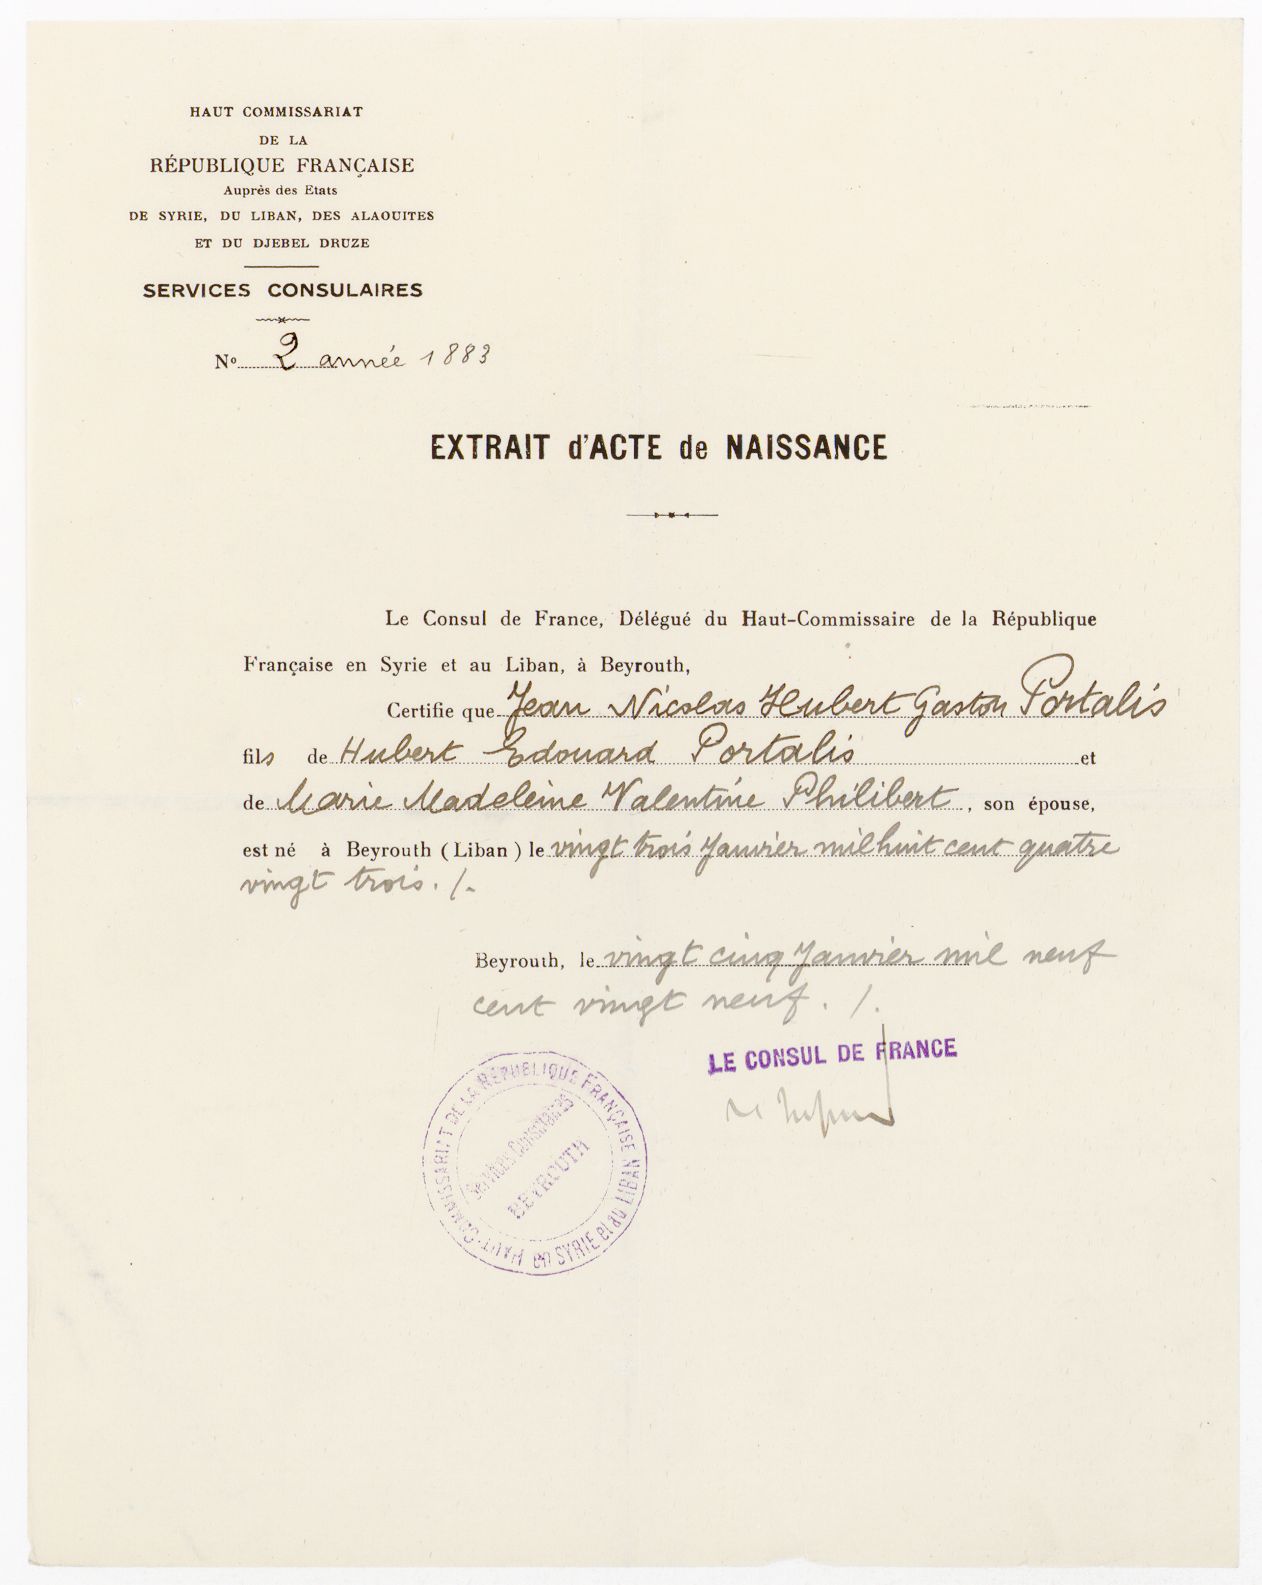 HAUT COMMISSARIAT
DE LA
RÉPUBLIQUE FRANÇAISE
Auprès des Etats
DE SYRIE, DU LIBAN, DES ALAOUITES
ET DU DJEBEL DRUZE
SERVICES CONSULAIRES
Nº 2 année 1883
EXTRAIT d'ACTE de NAISSANCE
Le Consul de France, Délégué du Haut-Commissaire de la République
Française en Syrie et au Liban, à Beyrouth,
Certifie que Jean Nicolas Hubert Gaston Portalis
fils de Hubert Edouard Portalis et
de Marie Madeleine Valentine Philibert, son épouse,
est né à Beyrouth (Liban) le vingt trois Janvier mil huit cent quatre
vingt trois. /.
Beyrouth, le vingt cinq Janvier mil neuf
cent vingt neuf. /.
LE CONSUL DE FRANCE
HAUT-COMMISSARIAT DE LA RÉPUBLIQUE FRANÇAISE en SYRIE et au LIBAN
Services Consulaires
BEYROUTH